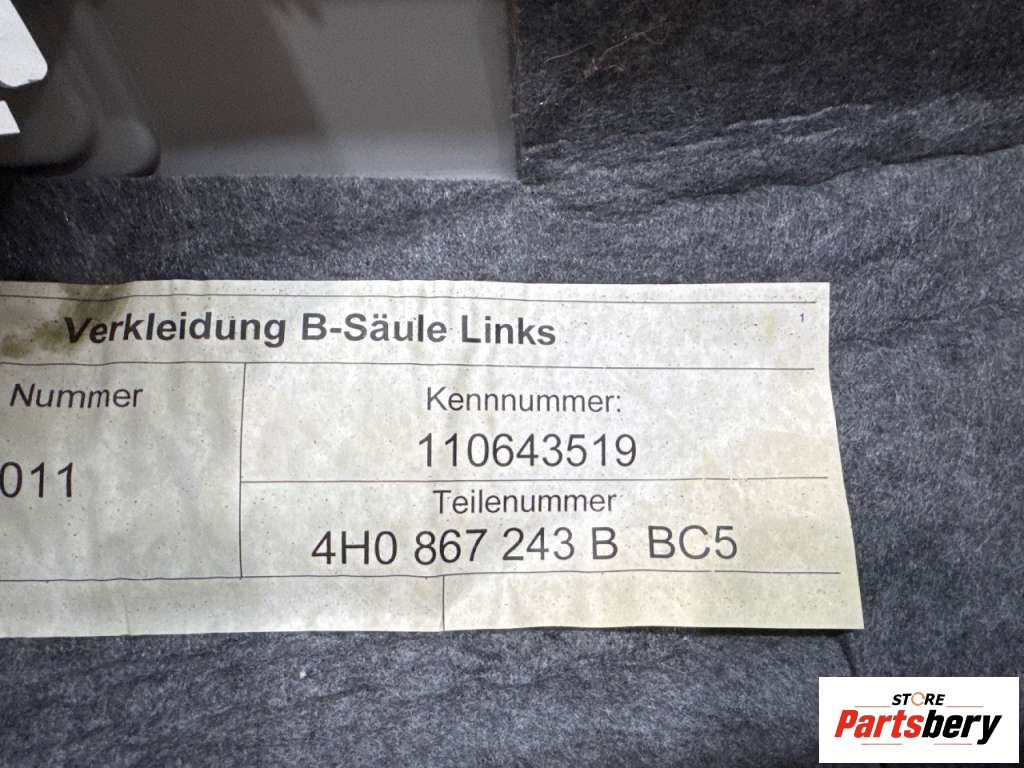 Verkleidung B-Säule Links
1
Nummer
011
Kennnummer:
110643519
Teilenummer
4H0 867 243 B BC5
STORE
Partsbery